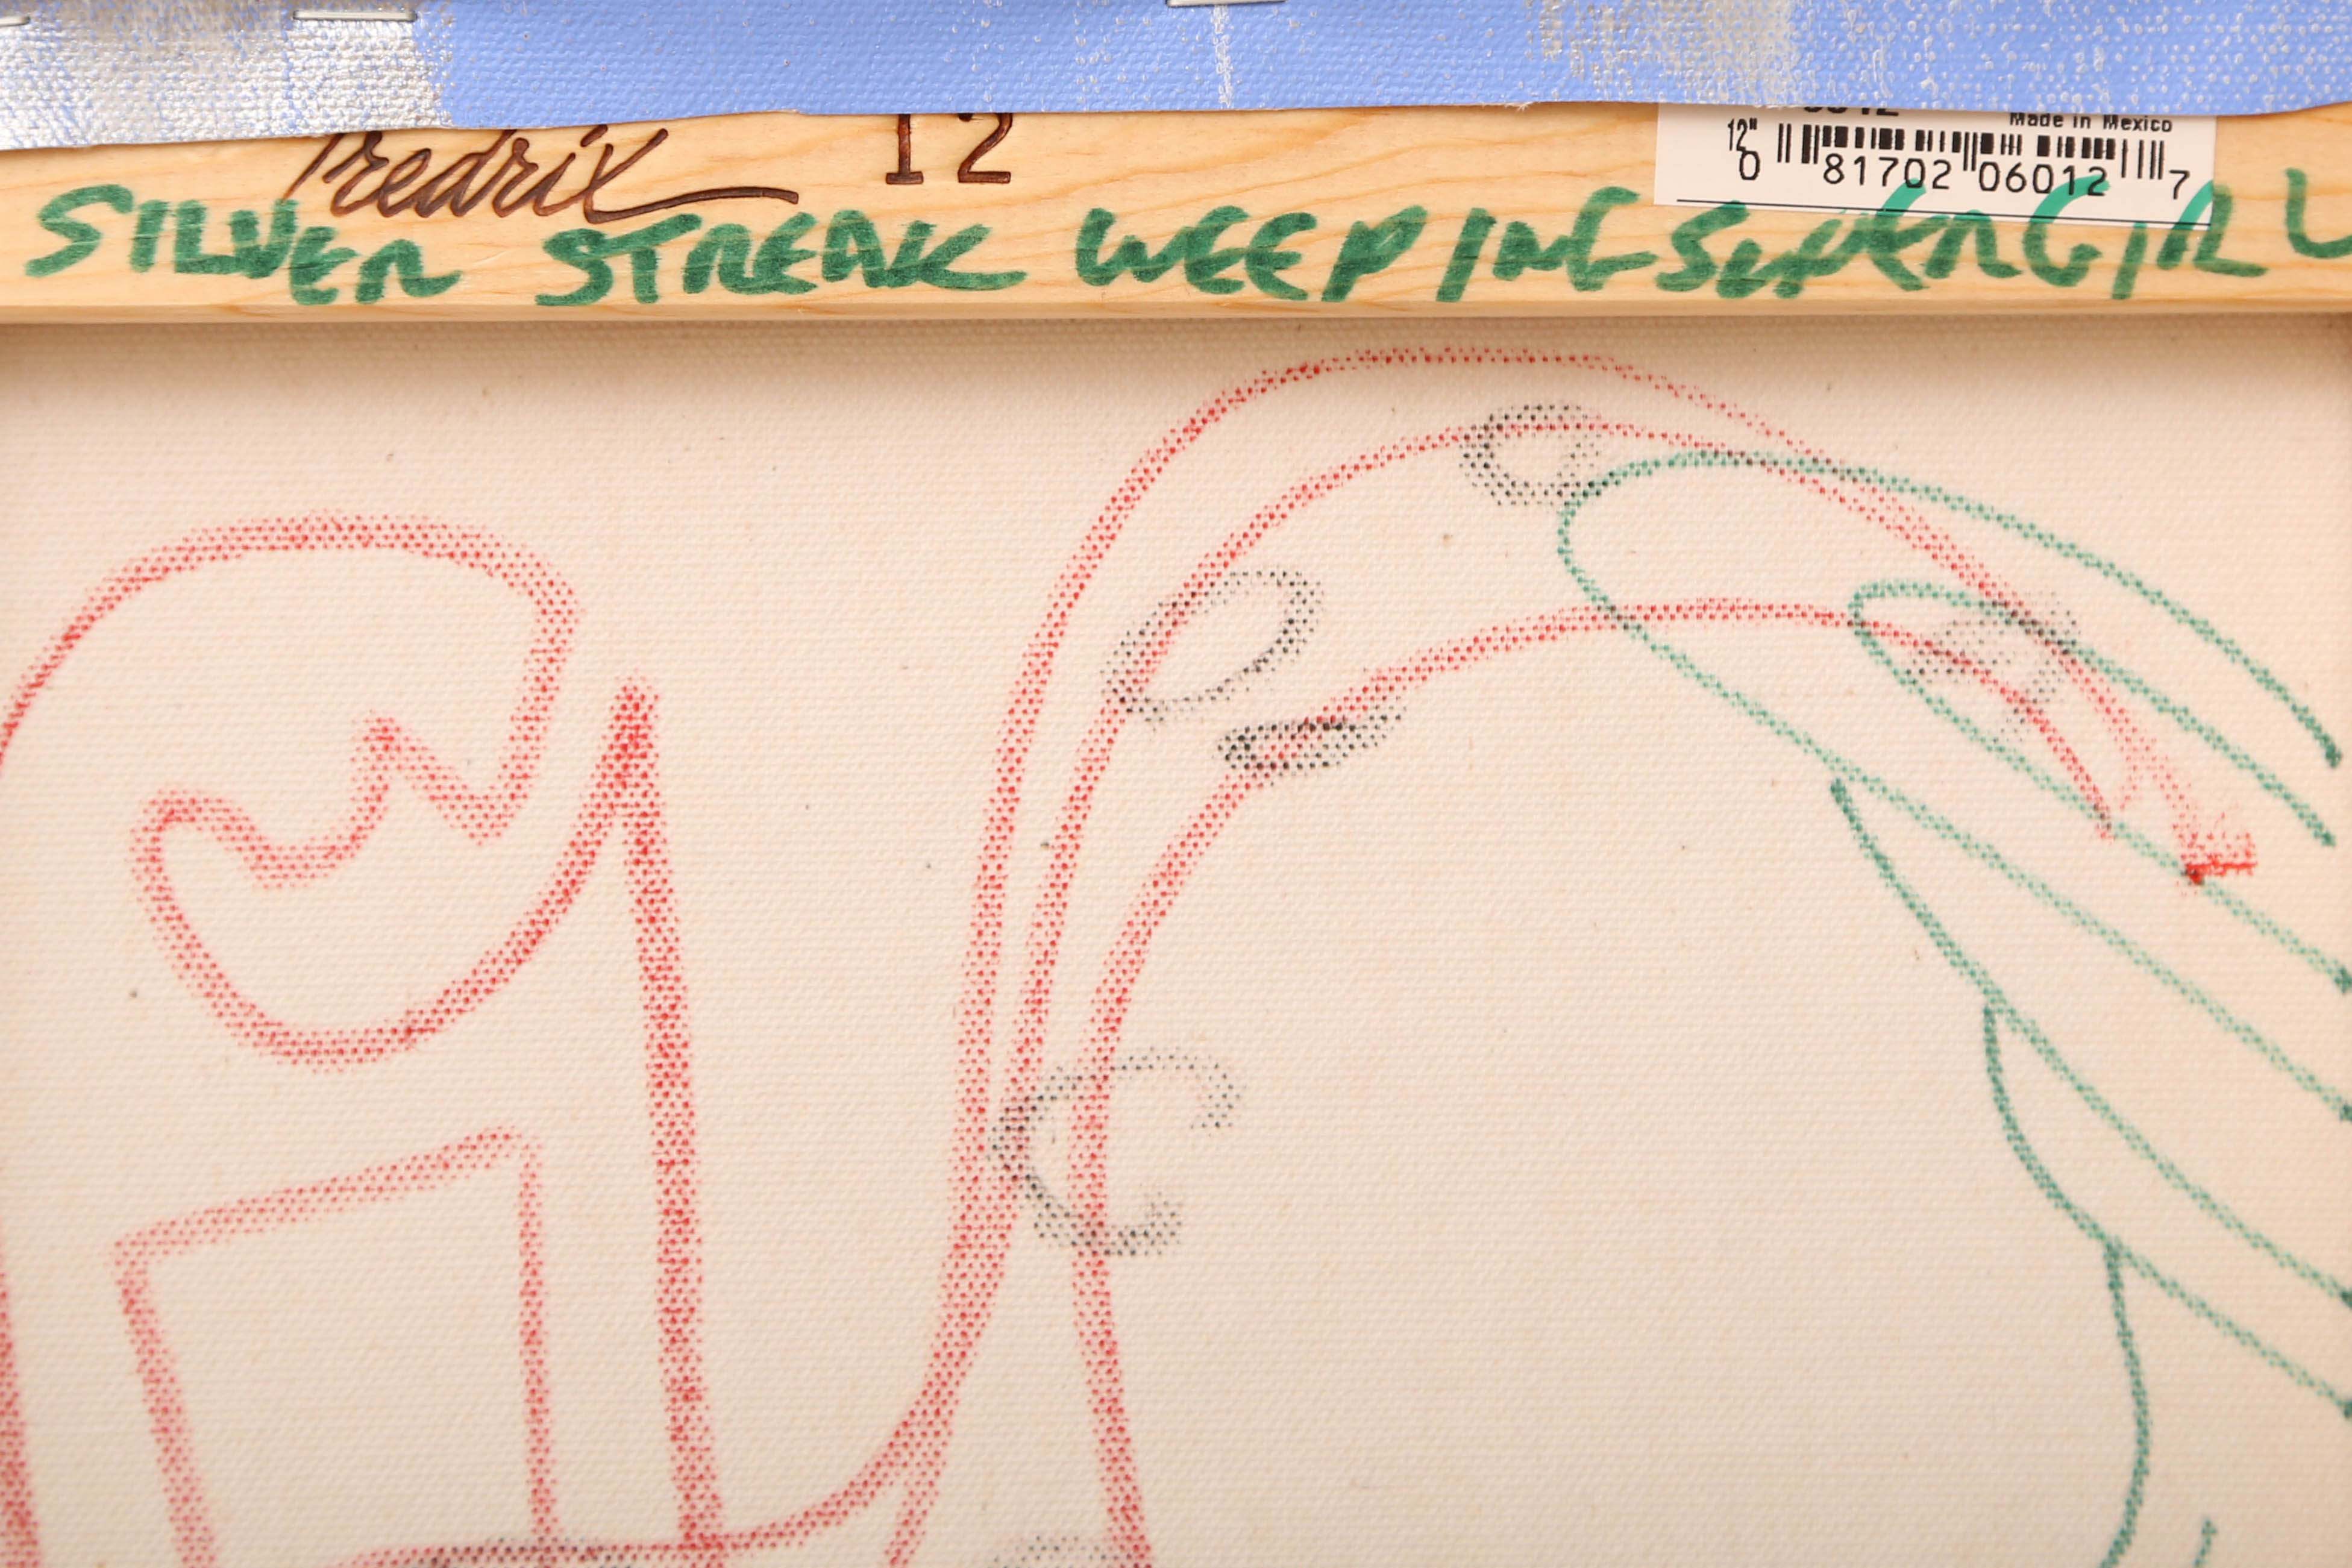 Fredrix 12
Made in Mexico
12"
0 81702 06012 7
SILVER STREAK WEEPING SUPERGIRL